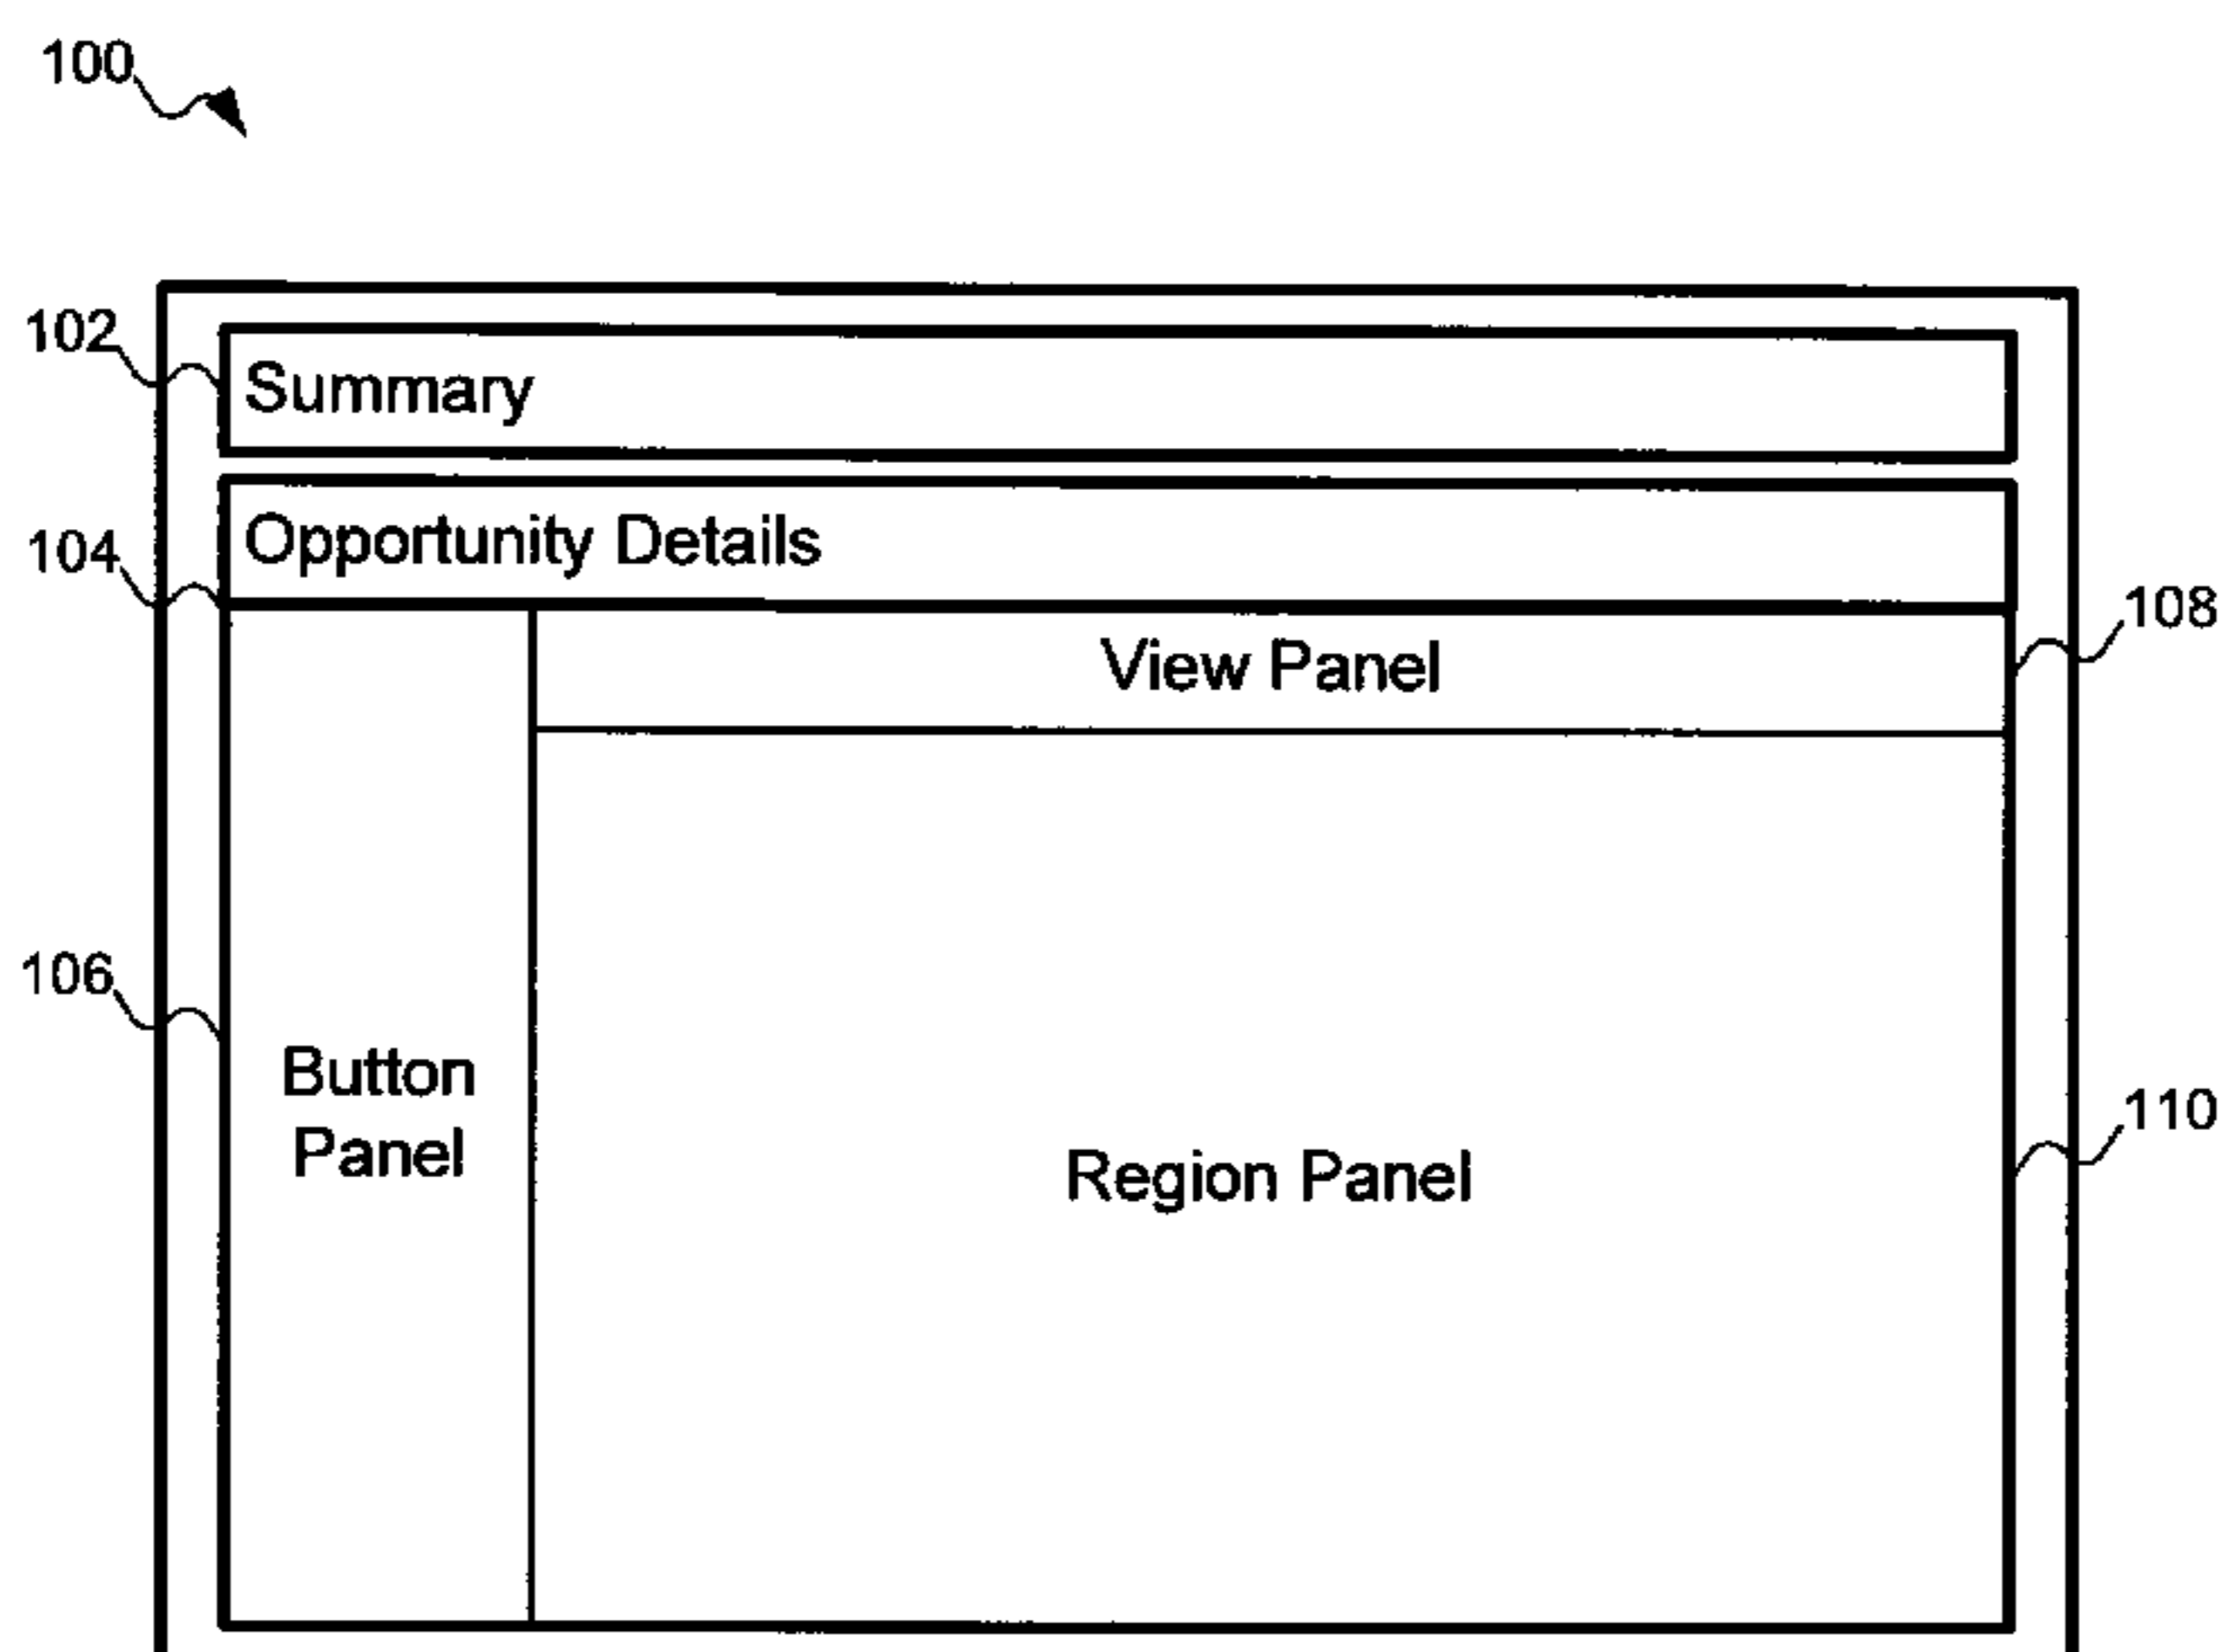 100
102
Summary
104
Opportunity Details
108
View Panel
106
Button
Panel
110
Region Panel